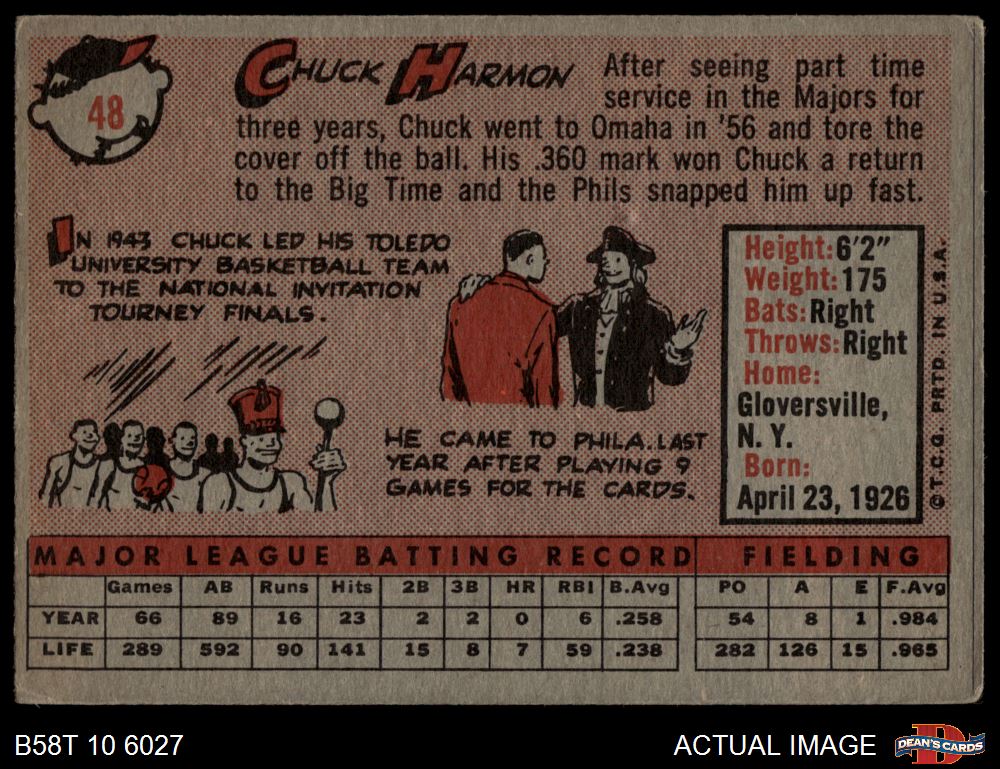 48
CHUCK HARMON
After seeing part time
service in the Majors for
three years, Chuck went to Omaha in '56 and tore the
cover off the ball. His .360 mark won Chuck a return
to the Big Time and the Phils snapped him up fast.
IN 1943 CHUCK LED HIS TOLEDO
UNIVERSITY BASKETBALL TEAM
TO THE NATIONAL INVITATION
TOURNEY FINALS.
HE CAME TO PHILA. LAST
YEAR AFTER PLAYING 9
GAMES FOR THE CARDS.
Height: 6'2"
Weight: 175
Bats: Right
Throws: Right
Home:
Gloversville,
N. Y.
Born:
April 23, 1926
© T.C.G. PRTD. IN U.S.A.
MAJOR LEAGUE BATTING RECORD FIELDING
Games AB Runs Hits 2B 3B HR RBI B.Avg PO A E F.Avg
YEAR 66 89 16 23 2 2 0 6 .258 54 8 1 .984
LIFE 289 592 90 141 15 8 7 59 .238 282 126 15 .965
B58T 10 6027 ACTUAL IMAGE DEAN'S CARDS